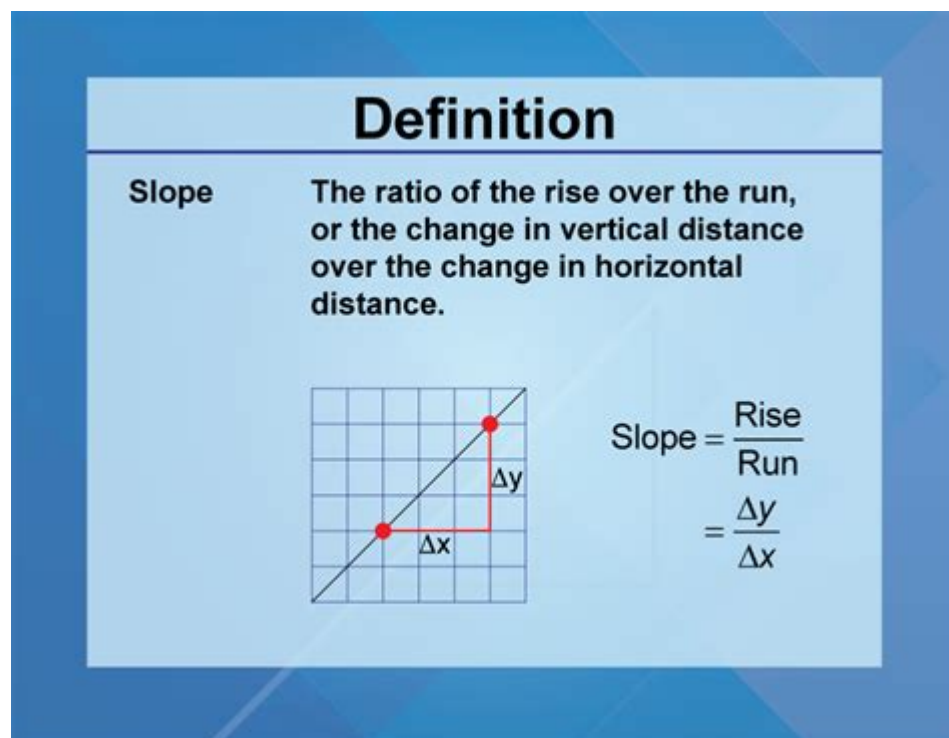 Definition
Slope
The ratio of the rise over the run,
or the change in vertical distance
over the change in horizontal
distance.
Δy
Δx
Slope = Rise/Run
= Δy/Δx